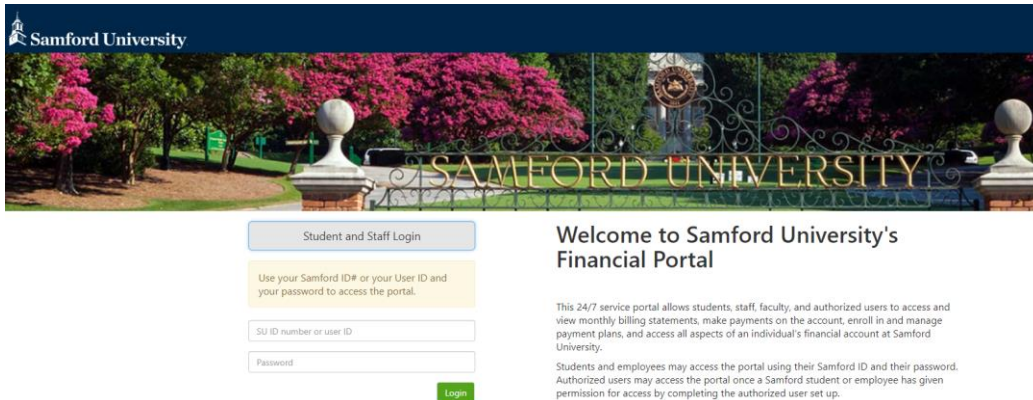 Samford University
SAMFORD UNIVERSITY
Student and Staff Login
Use your Samford ID# or your User ID and
your password to access the portal.
SU ID number or user ID
Password
Login
Welcome to Samford University's
Financial Portal
This 24/7 service portal allows students, staff, faculty, and authorized users to access and
view monthly billing statements, make payments on the account, enroll in and manage
payment plans, and access all aspects of an individual's financial account at Samford
University.
Students and employees may access the portal using their Samford ID and their password.
Authorized users may access the portal once a Samford student or employee has given
permission for access by completing the authorized user set up.